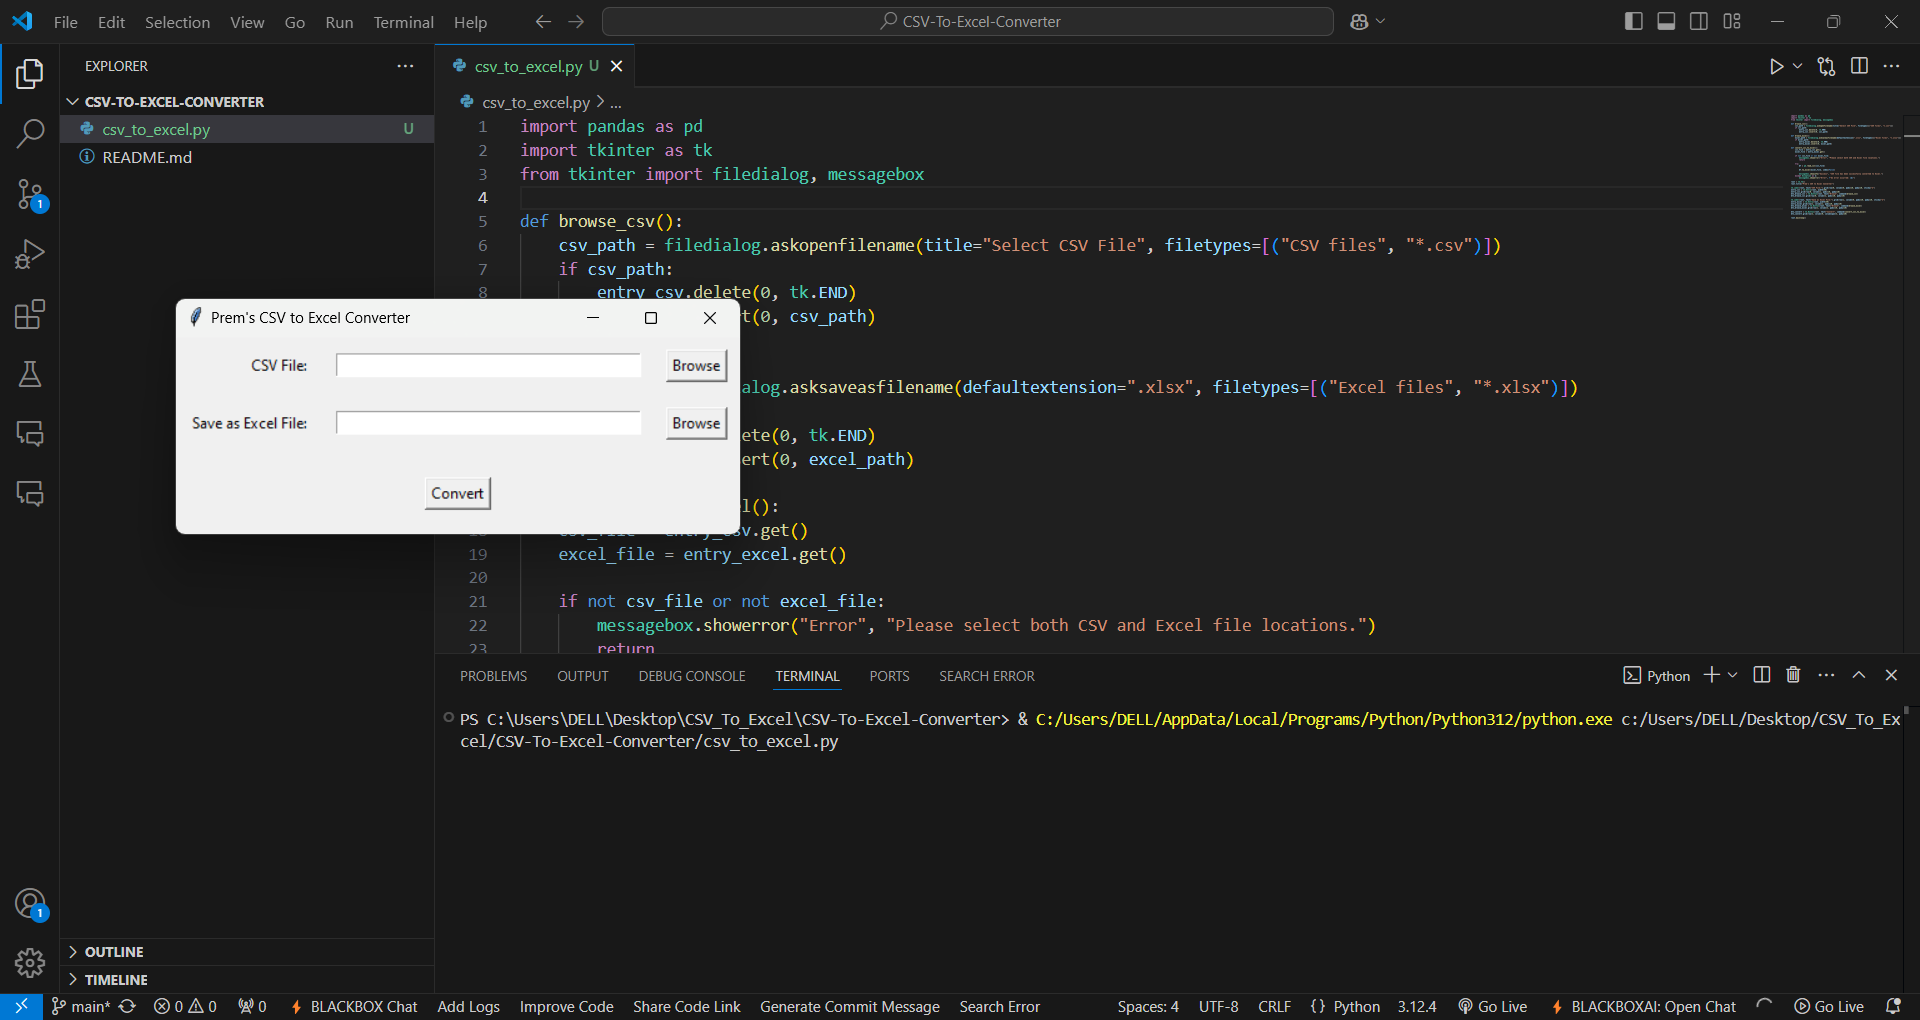 File Edit Selection View Go Run Terminal Help
CSV-To-Excel-Converter
EXPLORER
CSV-TO-EXCEL-CONVERTER
csv_to_excel.py U
README.md
OUTLINE
TIMELINE
csv_to_excel.py U
csv_to_excel.py > ...
1 import pandas as pd
2 import tkinter as tk
3 from tkinter import filedialog, messagebox
4
5 def browse_csv():
6 csv_path = filedialog.askopenfilename(title="Select CSV File", filetypes=[("CSV files", "*.csv")])
7 if csv_path:
8 entry_csv.delete(0, tk.END)
t(0, csv_path)
alog.asksaveasfilename(defaultextension=".xlsx", filetypes=[("Excel files", "*.xlsx")])
ete(0, tk.END)
ert(0, excel_path)
l():
18 csv_file = entry_csv.get()
19 excel_file = entry_excel.get()
20
21 if not csv_file or not excel_file:
22 messagebox.showerror("Error", "Please select both CSV and Excel file locations.")
23 return
Prem's CSV to Excel Converter
CSV File: Browse
Save as Excel File: Browse
Convert
PROBLEMS OUTPUT DEBUG CONSOLE TERMINAL PORTS SEARCH ERROR
Python
PS C:\Users\DELL\Desktop\CSV_To_Excel\CSV-To-Excel-Converter> & C:/Users/DELL/AppData/Local/Programs/Python/Python312/python.exe c:/Users/DELL/Desktop/CSV_To_Ex
cel/CSV-To-Excel-Converter/csv_to_excel.py
1
1
main* 0 0 0 BLACKBOX Chat Add Logs Improve Code Share Code Link Generate Commit Message Search Error Spaces: 4 UTF-8 CRLF {} Python 3.12.4 Go Live BLACKBOXAI: Open Chat Go Live